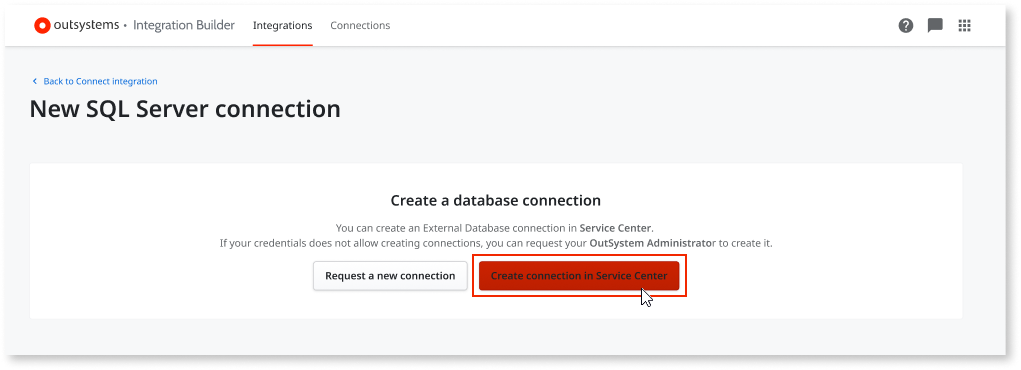 outsystems • Integration Builder Integrations Connections
Back to Connect integration
New SQL Server connection
Create a database connection
You can create an External Database connection in Service Center.
If your credentials does not allow creating connections, you can request your OutSystem Administrator to create it.
Request a new connection Create connection in Service Center